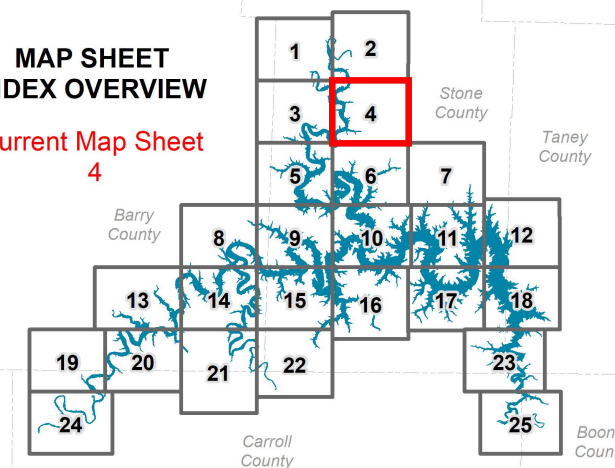 MAP SHEET
NDEX OVERVIEW
urrent Map Sheet
4
1
2
3
4
Stone
County
Taney
County
5
6
7
Barry
County
8
9
10
11
12
13
14
15
16
17
18
19
20
21
22
23
24
25
Carroll
County
Boon
Coun